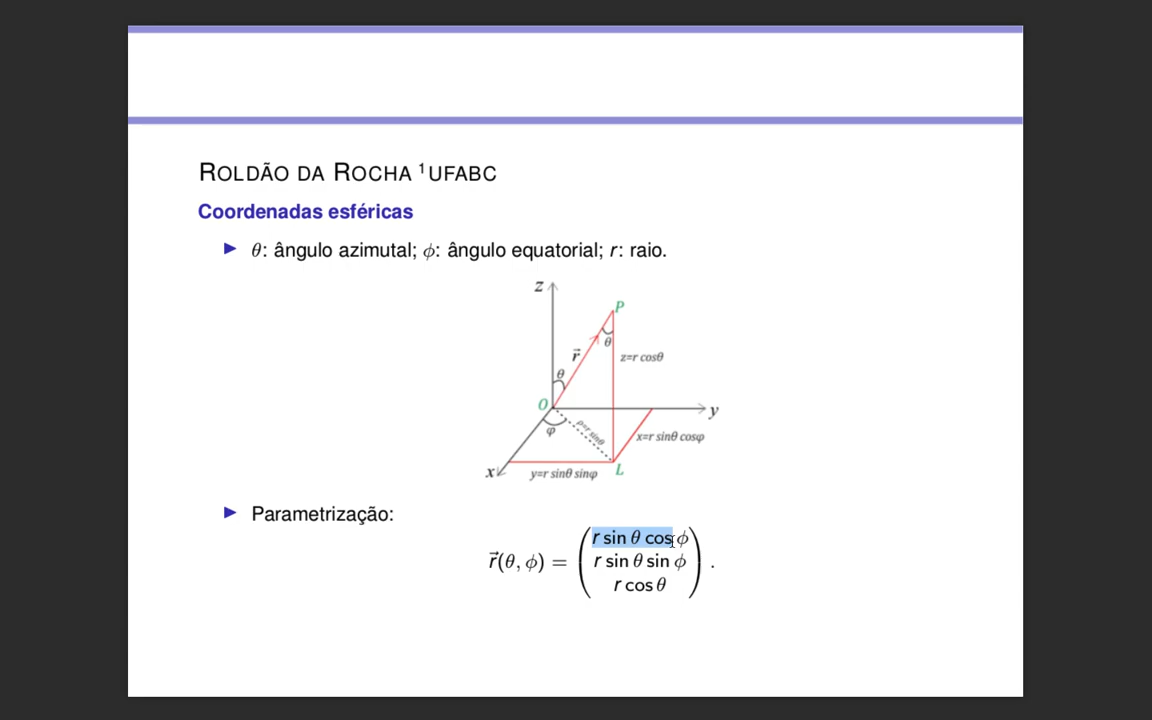 ROLDÃO DA ROCHA ¹UFABC
Coordenadas esféricas
θ: ângulo azimutal; ϕ: ângulo equatorial; r: raio.
z
P
θ
r⃗
z=r cosθ
θ
O
y
φ
ρ=r sinθ
x=r sinθ cosφ
x
y=r sinθ sinφ
L
Parametrização:
r sin θ cos ϕ
r⃗(θ, ϕ) = r sin θ sin ϕ .
r cos θ